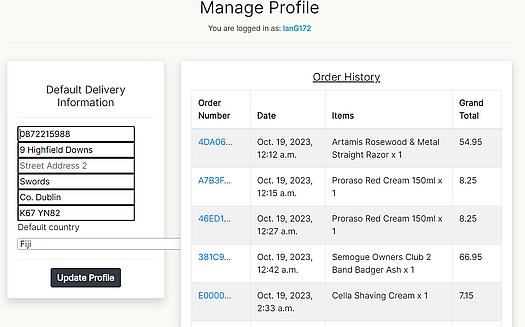 Manage Profile
You are logged in as: IanG172
Default Delivery
Information
0872215988
9 Highfield Downs
Street Address 2
Swords
Co. Dublin
K67 YN82
Default country
Fiji
Update Profile
Order History
Order Number Date Items Grand Total
4DA06... Oct. 19, 2023, 12:12 a.m. Artamis Rosewood & Metal Straight Razor x 1 54.95
A7B3F... Oct. 19, 2023, 12:15 a.m. Proraso Red Cream 150ml x 1 8.25
46ED1... Oct. 19, 2023, 12:27 a.m. Proraso Red Cream 150ml x 1 8.25
381C9... Oct. 19, 2023, 12:42 a.m. Semogue Owners Club 2 Band Badger Ash x 1 66.95
E0000... Oct. 19, 2023, 2:33 a.m. Cella Shaving Cream x 1 7.15